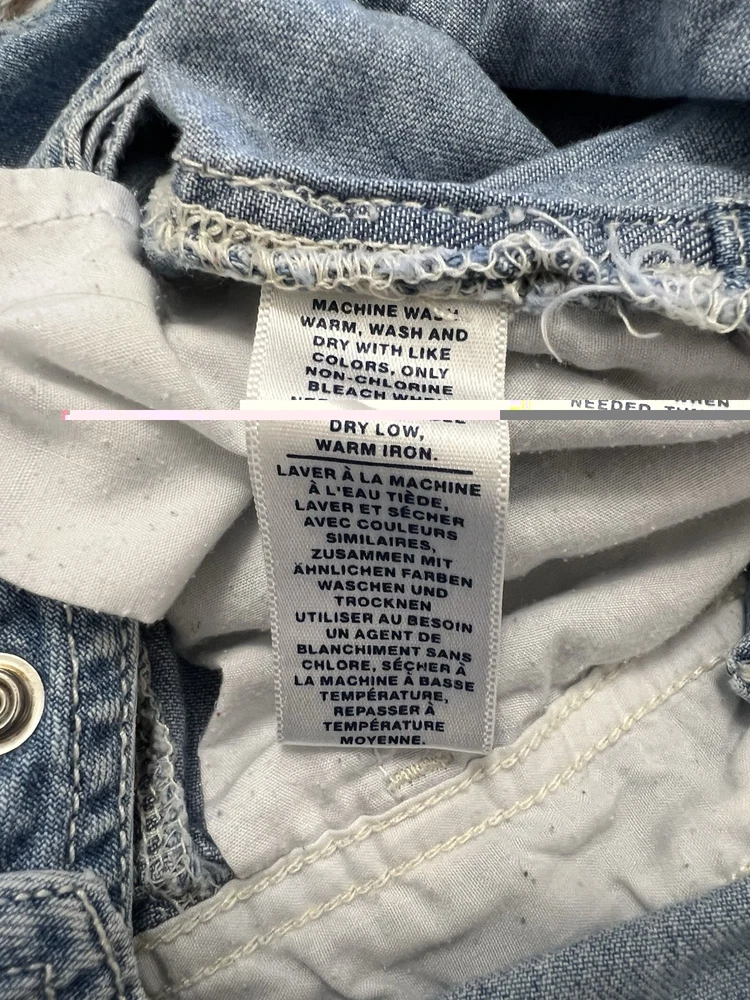 MACHINE WASH
WARM, WASH AND
DRY WITH LIKE
COLORS, ONLY
NON-CHLORINE
BLEACH WHEN
NEEDED
WHEN
DRY LOW,
WARM IRON.
LAVER À LA MACHINE
À L'EAU TIÈDE,
LAVER ET SÉCHER
AVEC COULEURS
SIMILAIRES,
ZUSAMMEN MIT
ÄHNLICHEN FARBEN
WASCHEN UND
TROCKNEN
UTILISER AU BESOIN
UN AGENT DE
BLANCHIMENT SANS
CHLORE, SÉCHER À
LA MACHINE À BASSE
TEMPÉRATURE,
REPASSER À
TEMPÉRATURE
MOYENNE.